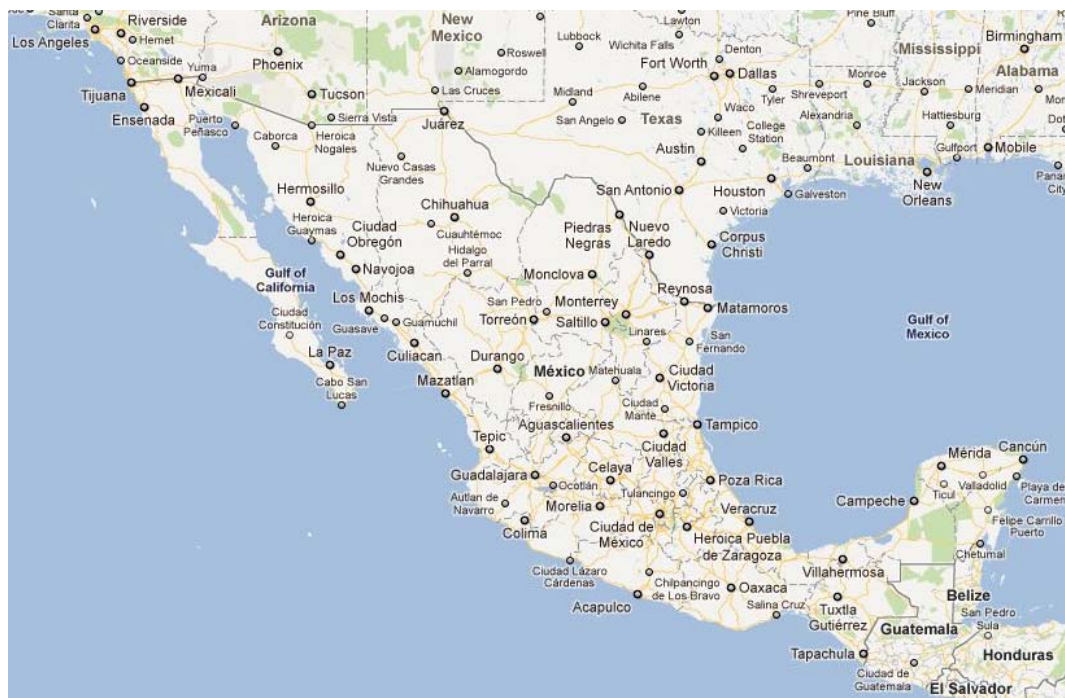 Santa
Clarita
Riverside
Los Angeles
Hemet
Oceanside
Yuma
Tijuana
Mexicali
Ensenada
Arizona
Phoenix
Tucson
Sierra Vista
Puerto
Peñasco
Caborca
Heroica
Nogales
New
Mexico
Roswell
Alamogordo
Las Cruces
Juárez
Nuevo Casas
Grandes
Lawton
Lubbock
Wichita Falls
Denton
Fort Worth
Dallas
Midland
Abilene
Tyler
Waco
San Angelo
Texas
Killeen
College
Station
Austin
Beaumont
San Antonio
Houston
Galveston
Victoria
Corpus
Christi
Pine Bluff
Mississippi
Birmingham
Monroe
Jackson
Alabama
Shreveport
Meridian
Alexandria
Hattiesburg
Gulfport
Mobile
Louisiana
New
Orleans
Panam
City
Hermosillo
Heroica
Guaymas
Ciudad
Obregón
Navojoa
Chihuahua
Cuauhtémoc
Hidalgo
del Parral
Piedras
Negras
Nuevo
Laredo
Monclova
Reynosa
Matamoros
Gulf of
California
Los Mochis
Ciudad
Constitución
Guasave
Guamuchil
Culiacan
La Paz
Cabo San
Lucas
San Pedro
Torreón
Monterrey
Saltillo
Linares
San
Fernando
Gulf of
Mexico
Durango
México
Matehuala
Ciudad
Victoria
Mazatlan
Fresnillo
Ciudad
Mante
Aguascalientes
Tampico
Tepic
Ciudad
Valles
Guadalajara
Ocotlán
Celaya
Tulancingo
Poza Rica
Autlan de
Navarro
Morelia
Colima
Ciudad de
México
Veracruz
Heroica Puebla
de Zaragoza
Ciudad Lázaro
Cárdenas
Chilpancingo
de Los Bravo
Acapulco
Oaxaca
Salina Cruz
Mérida
Cancún
Valladolid
Ticul
Playa de
Carmen
Campeche
Felipe Carrillo
Puerto
Chetumal
Villahermosa
Belize
Tuxtla
Gutiérrez
San Pedro
Sula
Guatemala
Tapachula
Honduras
Ciudad de
Guatemala
El Salvador